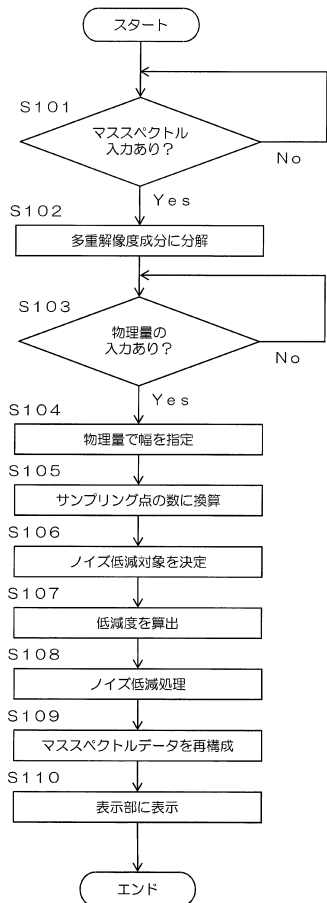 スタート
S101
マススペクトル
入力あり?
No
Yes
S102
多重解像度成分に分解
S103
物理量の
入力あり?
No
Yes
S104
物理量で幅を指定
S105
サンプリング点の数に換算
S106
ノイズ低減対象を決定
S107
低減度を算出
S108
ノイズ低減処理
S109
マススペクトルデータを再構成
S110
表示部に表示
エンド